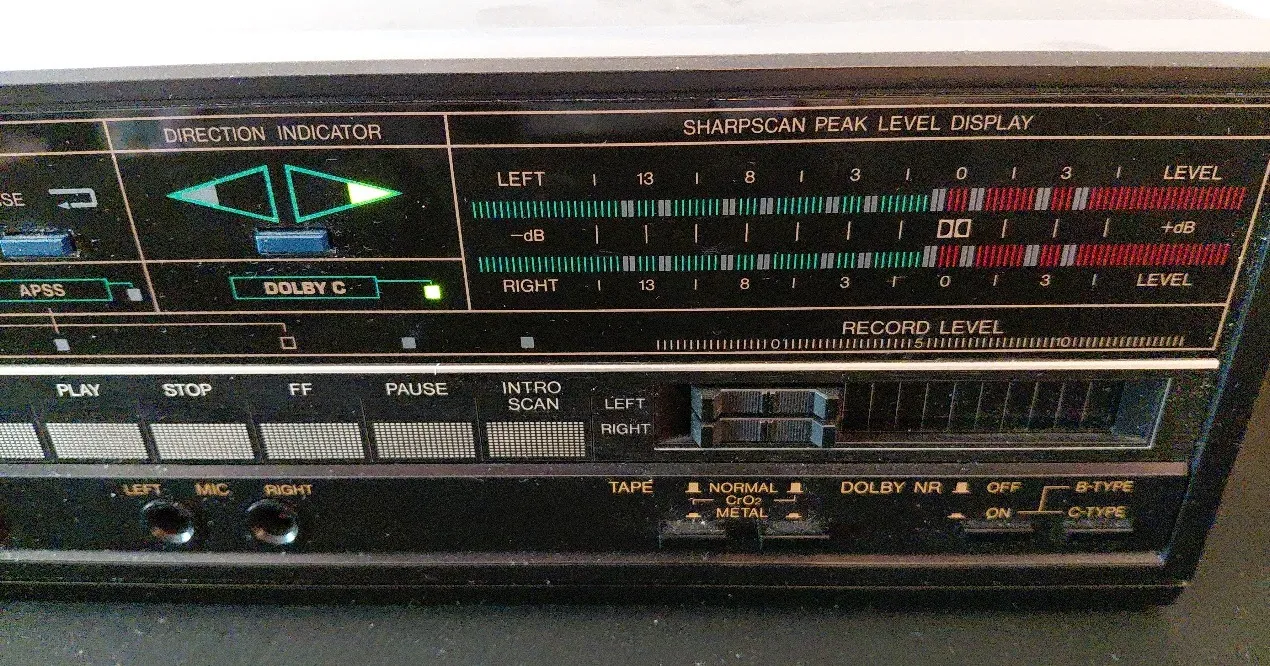 DIRECTION INDICATOR
SHARPSCAN PEAK LEVEL DISPLAY
LEFT 13 8 3 0 3 LEVEL
-dB +dB
RIGHT 13 8 3 0 3 LEVEL
APSS
DOLBY C
RECORD LEVEL
0 1 5 10
PLAY
STOP
FF
PAUSE
INTRO
SCAN
LEFT
RIGHT
LEFT MIC RIGHT
TAPE
NORMAL
CrO₂
METAL
DOLBY NR
OFF
ON
B-TYPE
C-TYPE